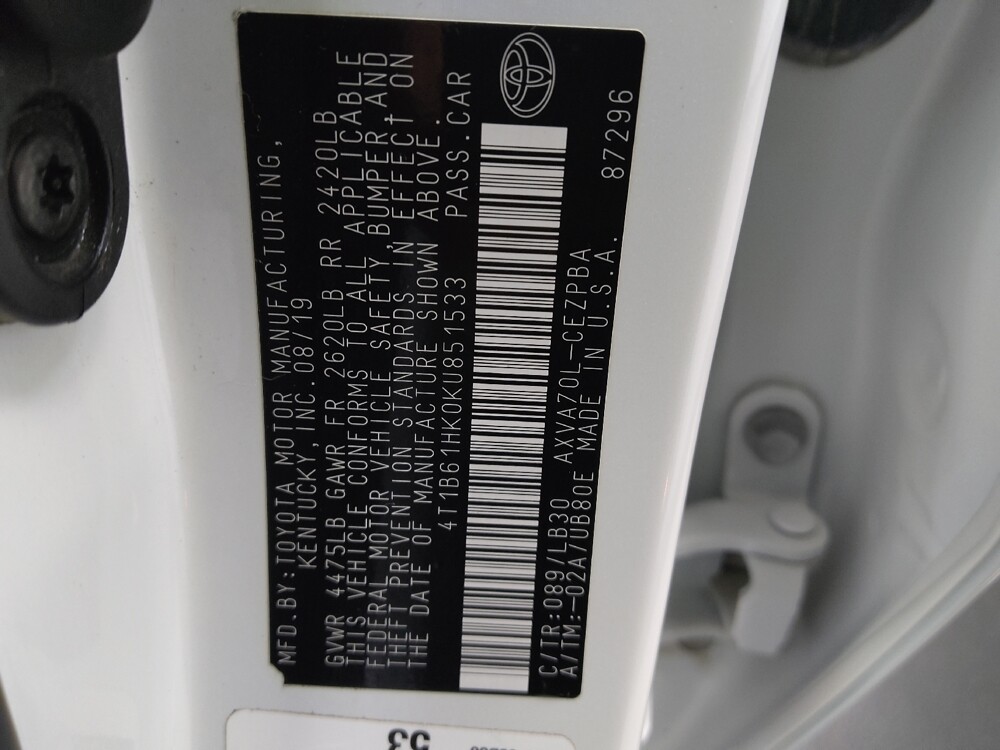 MFD.BY:TOYOTA MOTOR MANUFACTURING,
KENTUCKY,INC.08/19
GVWR 4475LB GAWR FR 2620LB RR 2420LB
THIS VEHICLE CONFORMS TO ALL APPLICABLE
FEDERAL MOTOR VEHICLE SAFETY,BUMPER,AND
THEFT PREVENTION STANDARDS IN EFFECT ON
THE DATE OF MANUFACTURE SHOWN ABOVE.
4T1B61HK0KU851533 PASS.CAR
C/TR:089/LB30 AXVA70L-CEZPBA
A/TM:-02A/UB80E MADE IN U.S.A. 87296
53